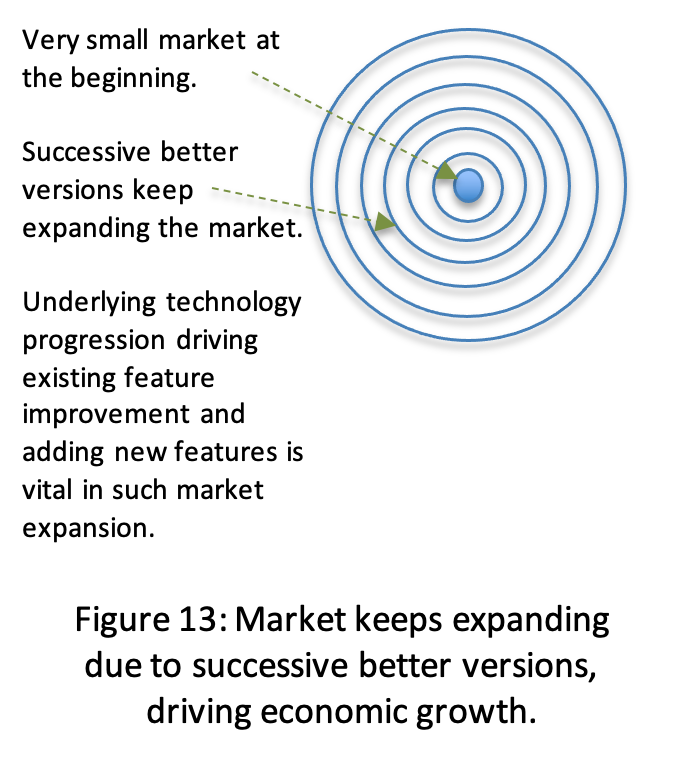 Very small market at
the beginning.
Successive better
versions keep
expanding the market.
Underlying technology
progression driving
existing feature
improvement and
adding new features is
vital in such market
expansion.
Figure 13: Market keeps expanding
due to successive better versions,
driving economic growth.